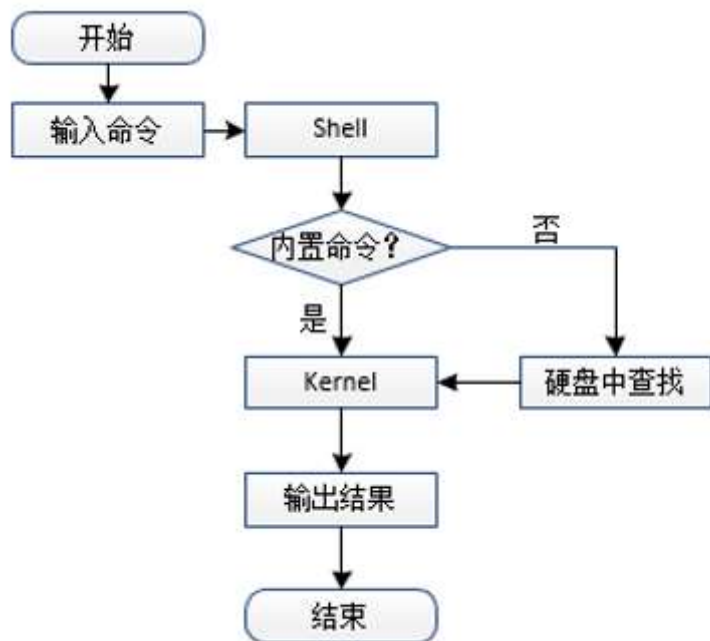 开始
输入命令
Shell
内置命令？
否
是
Kernel
硬盘中查找
输出结果
结束